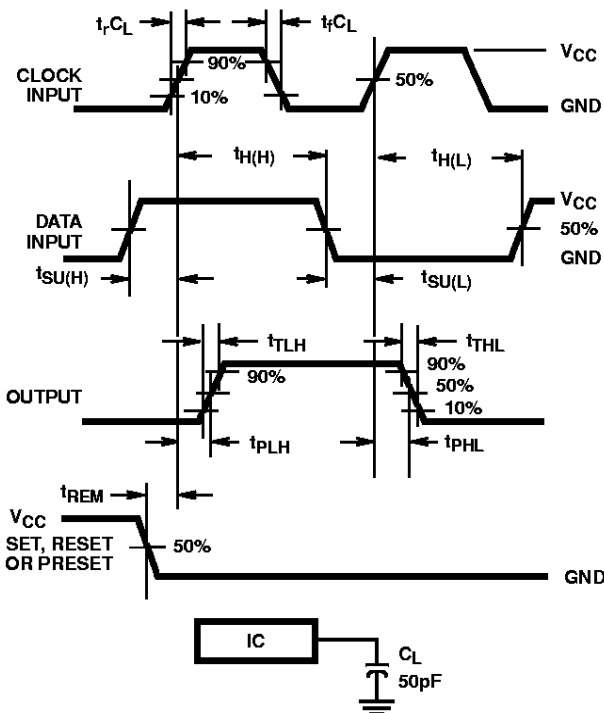 trCL
tfCL
CLOCK
INPUT
90%
10%
50%
VCC
GND
tH(H)
tH(L)
DATA
INPUT
VCC
50%
GND
tSU(H)
tSU(L)
tTLH
tTHL
OUTPUT
90%
90%
50%
10%
tPLH
tPHL
tREM
VCC
SET, RESET
OR PRESET
50%
GND
IC
CL
50pF